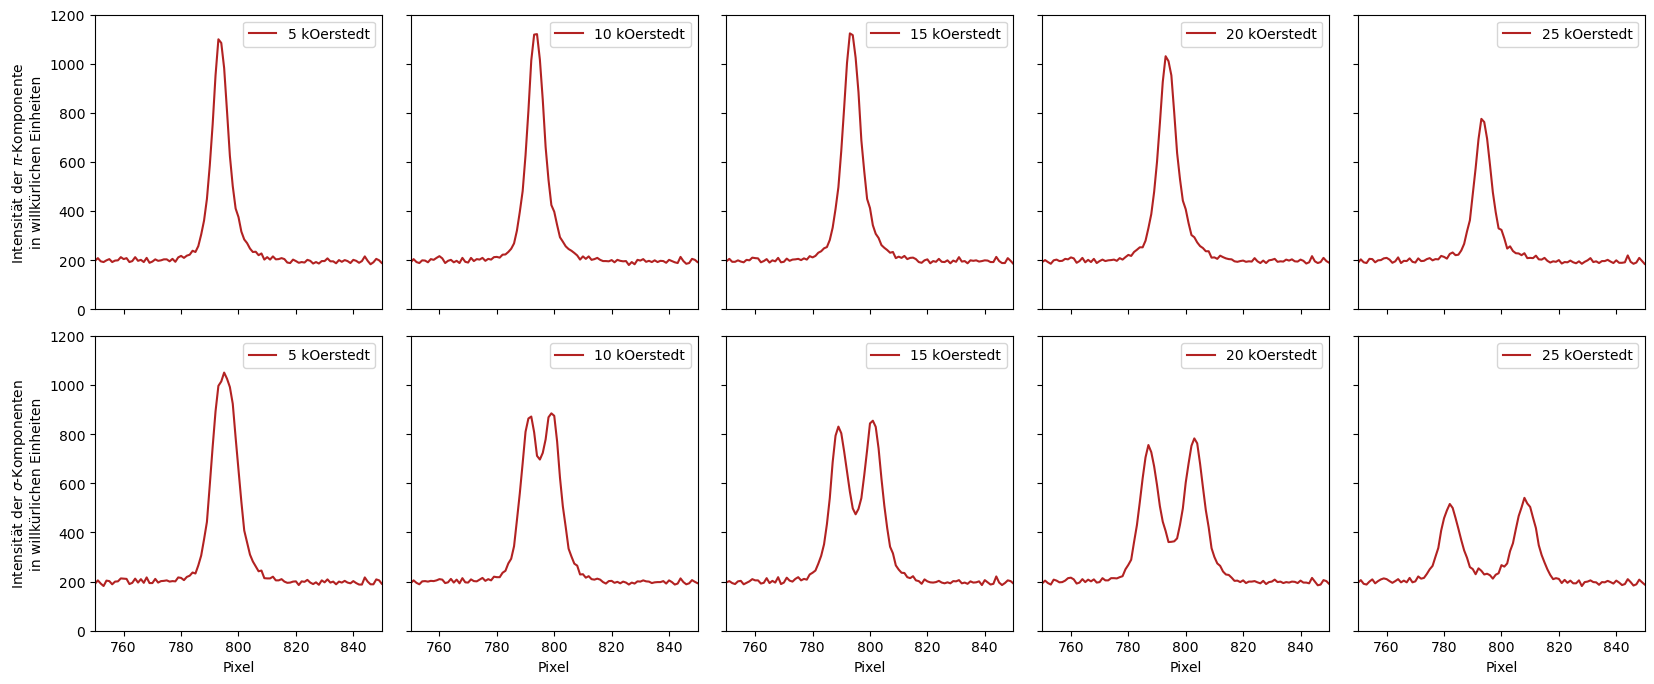 Intensität der π-Komponente
in willkürlichen Einheiten
1200
1000
800
600
400
200
0
5 kOerstedt
10 kOerstedt
15 kOerstedt
20 kOerstedt
25 kOerstedt
Intensität der σ-Komponenten
in willkürlichen Einheiten
1200
1000
800
600
400
200
0
5 kOerstedt
10 kOerstedt
15 kOerstedt
20 kOerstedt
25 kOerstedt
760 780 800 820 840
760 780 800 820 840
760 780 800 820 840
760 780 800 820 840
760 780 800 820 840
Pixel
Pixel
Pixel
Pixel
Pixel